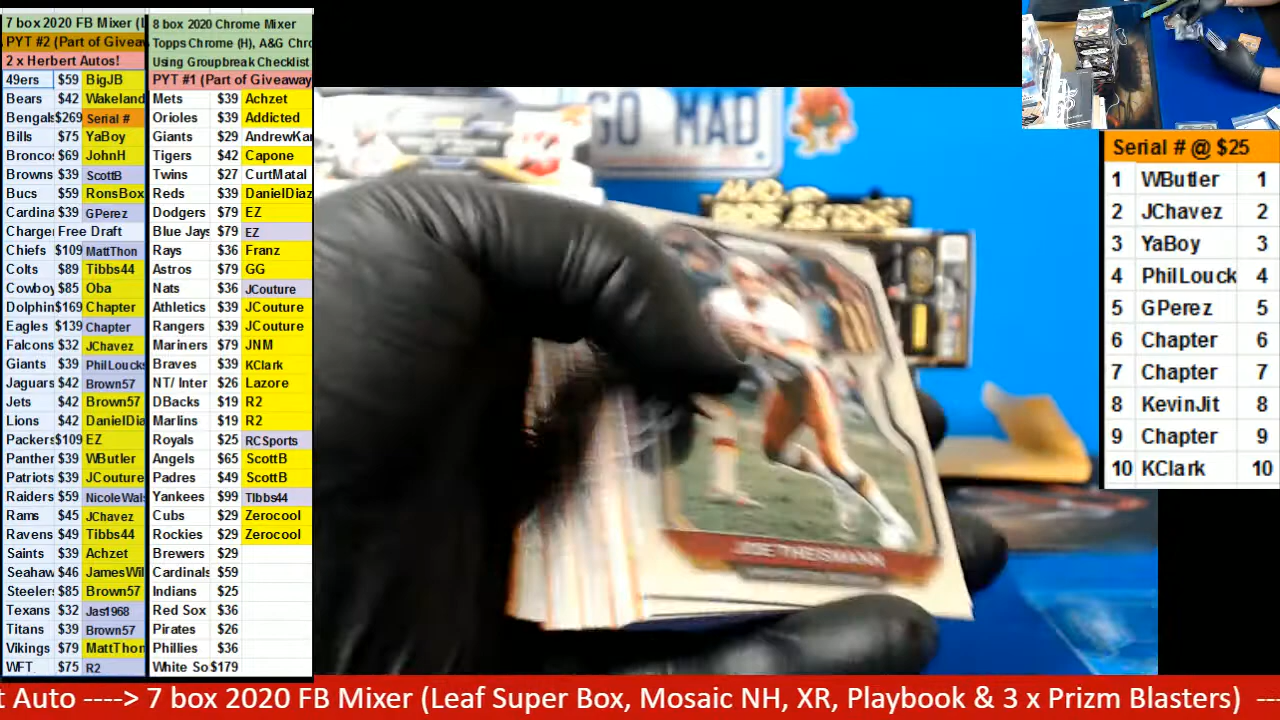 7 box 2020 FB Mixer (L
PYT #2 (Part of Giveaw
2 x Herbert Autos!
49ers $59 BigJB
Bears $42 Wakeland
Bengals $269 Serial #
Bills $75 YaBoy
Broncos $69 JohnH
Browns $39 ScottB
Bucs $59 RonsBox
Cardina $39 GPerez
Charger Free Draft
Chiefs $109 MattThon
Colts $89 Tibbs44
Cowboy $85 Oba
Dolphin $169 Chapter
Eagles $139 Chapter
Falcons $32 JChavez
Giants $39 PhilLoucks
Jaguars $42 Brown57
Jets $42 Brown57
Lions $42 DanielDia
Packers $109 EZ
Panther $39 WButler
Patriots $39 JCouture
Raiders $59 NicoleWal
Rams $45 JChavez
Ravens $49 Tibbs44
Saints $39 Achzet
Seahaw $46 JamesWil
Steelers $85 Brown57
Texans $32 Jas1968
Titans $39 Brown57
Vikings $79 MattThon
WFT $75 R2
8 box 2020 Chrome Mixer
Topps Chrome (H), A&G Chro
Using Groupbreak Checklist
PYT #1 (Part of Giveaway
Mets $39 Achzet
Orioles $39 Addicted
Giants $29 AndrewKar
Tigers $42 Capone
Twins $27 CurtMatal
Reds $39 DanielDiaz
Dodgers $79 EZ
Blue Jays $79 EZ
Rays $36 Franz
Astros $79 GG
Nats $36 JCouture
Athletics $39 JCouture
Rangers $39 JCouture
Mariners $79 JNM
Braves $39 KClark
NT/ Inter $26 Lazore
DBacks $19 R2
Marlins $19 R2
Royals $25 RCSports
Angels $65 ScottB
Padres $49 ScottB
Yankees $99 TIbbs44
Cubs $29 Zerocool
Rockies $29 Zerocool
Brewers $29
Cardinals $59
Indians $25
Red Sox $36
Pirates $26
Phillies $36
White So $179
GO MAD
JOE THEISMANN
Serial # @ $25
1 WButler 1
2 JChavez 2
3 YaBoy 3
4 PhilLouck 4
5 GPerez 5
6 Chapter 6
7 Chapter 7
8 KevinJit 8
9 Chapter 9
10 KClark 10
t Auto ----> 7 box 2020 FB Mixer (Leaf Super Box, Mosaic NH, XR, Playbook & 3 x Prizm Blasters) --